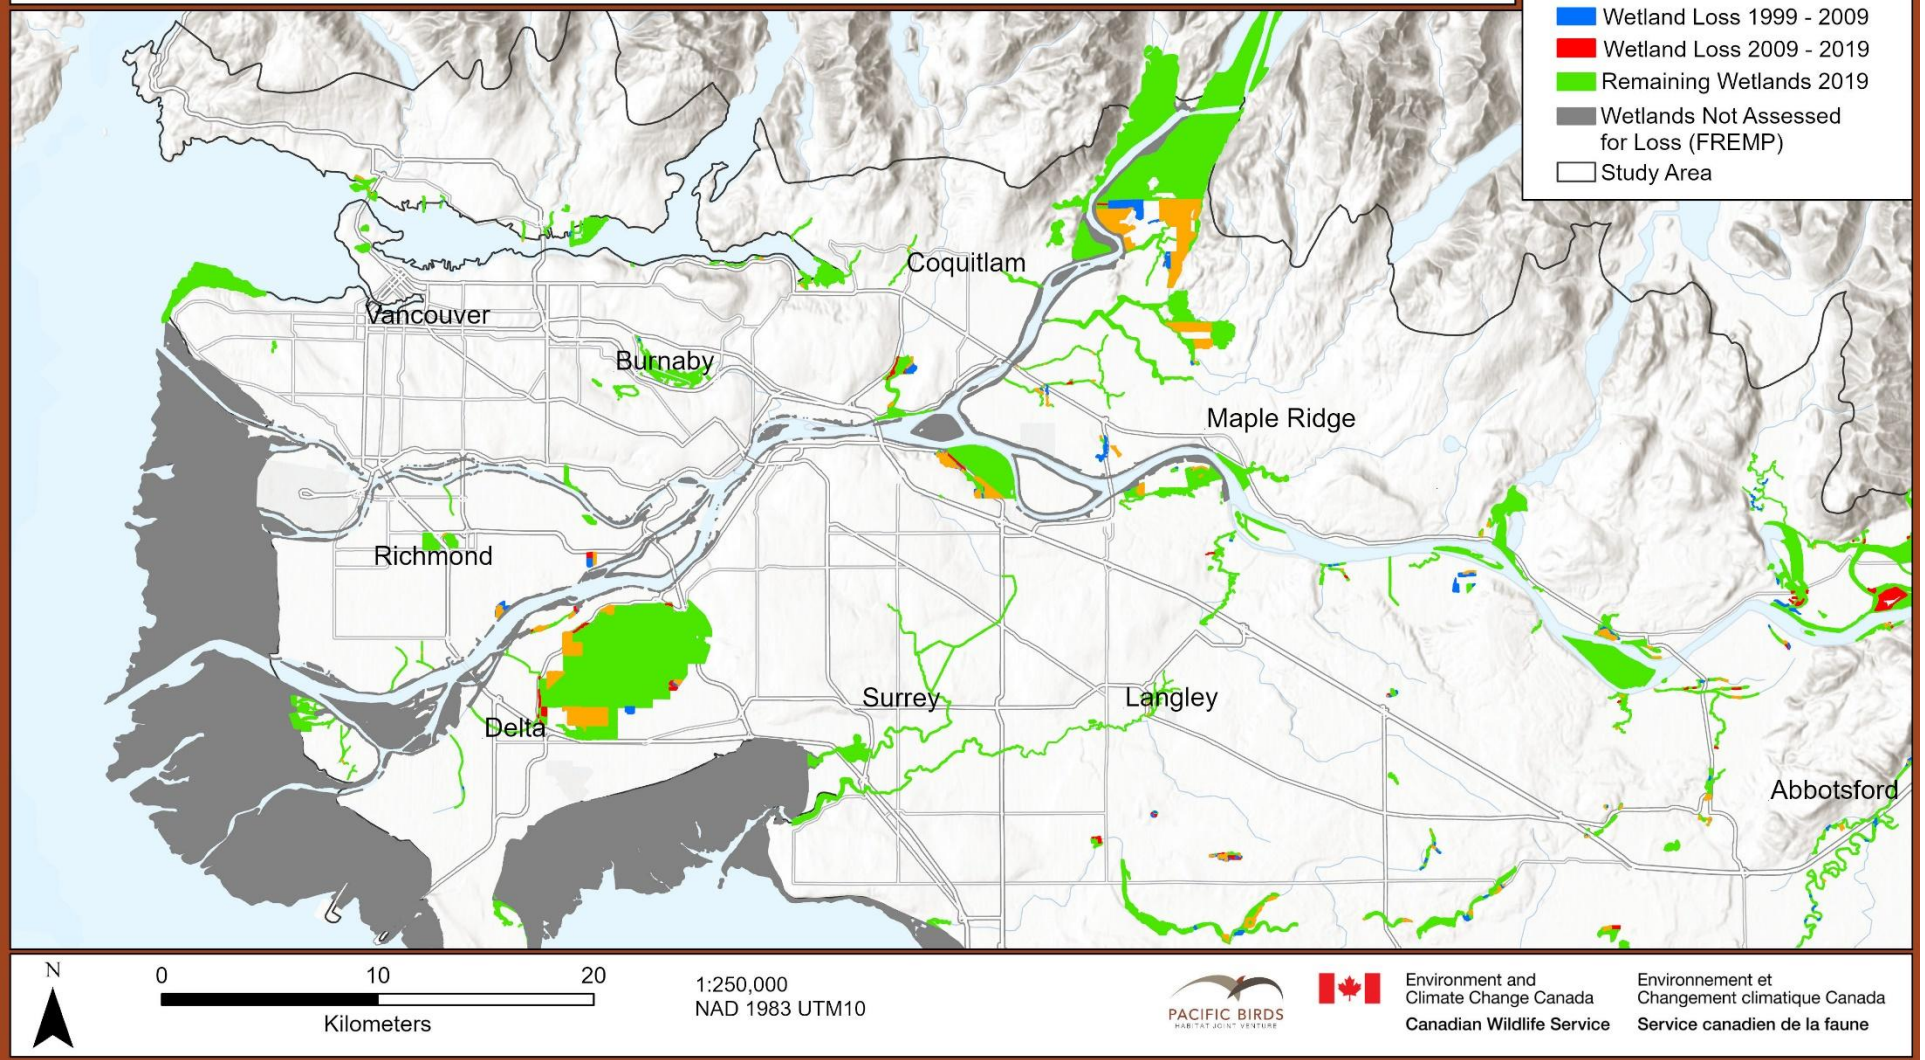 Wetland Loss 1999 - 2009
Wetland Loss 2009 - 2019
Remaining Wetlands 2019
Wetlands Not Assessed
for Loss (FREMP)
Study Area
Coquitlam
Vancouver
Burnaby
Maple Ridge
Richmond
Surrey
Langley
Delta
Abbotsford
N
0 10 20
Kilometers
1:250,000
NAD 1983 UTM10
PACIFIC BIRDS
HABITAT JOINT VENTURE
Environment and
Climate Change Canada
Canadian Wildlife Service
Environnement et
Changement climatique Canada
Service canadien de la faune